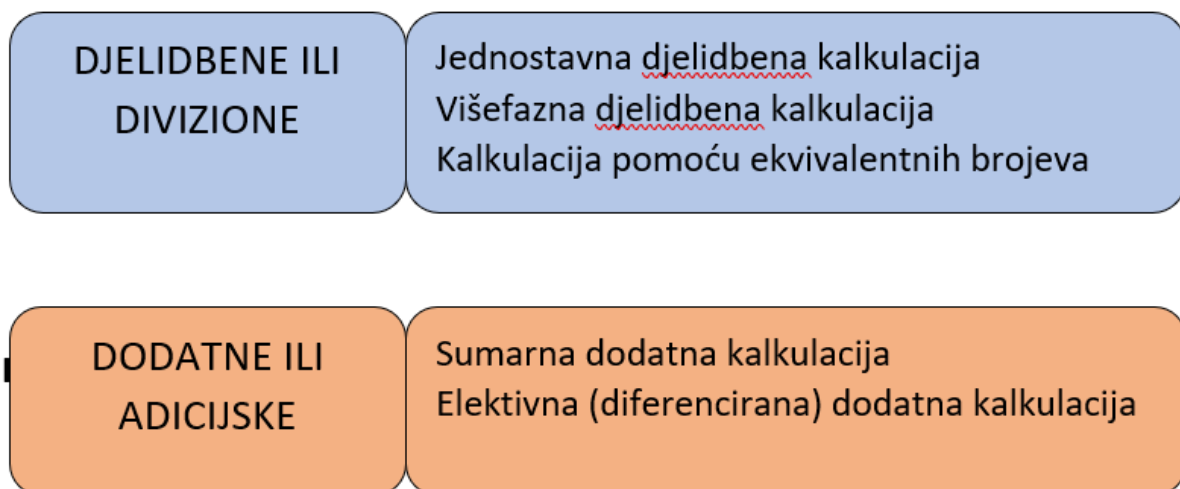 DJELIDBENE ILI
DIVIZIONE
Jednostavna djelidbena kalkulacija
Višefazna djelidbena kalkulacija
Kalkulacija pomoću ekvivalentnih brojeva
DODATNE ILI
ADICIJSKE
Sumarna dodatna kalkulacija
Elektivna (diferencirana) dodatna kalkulacija